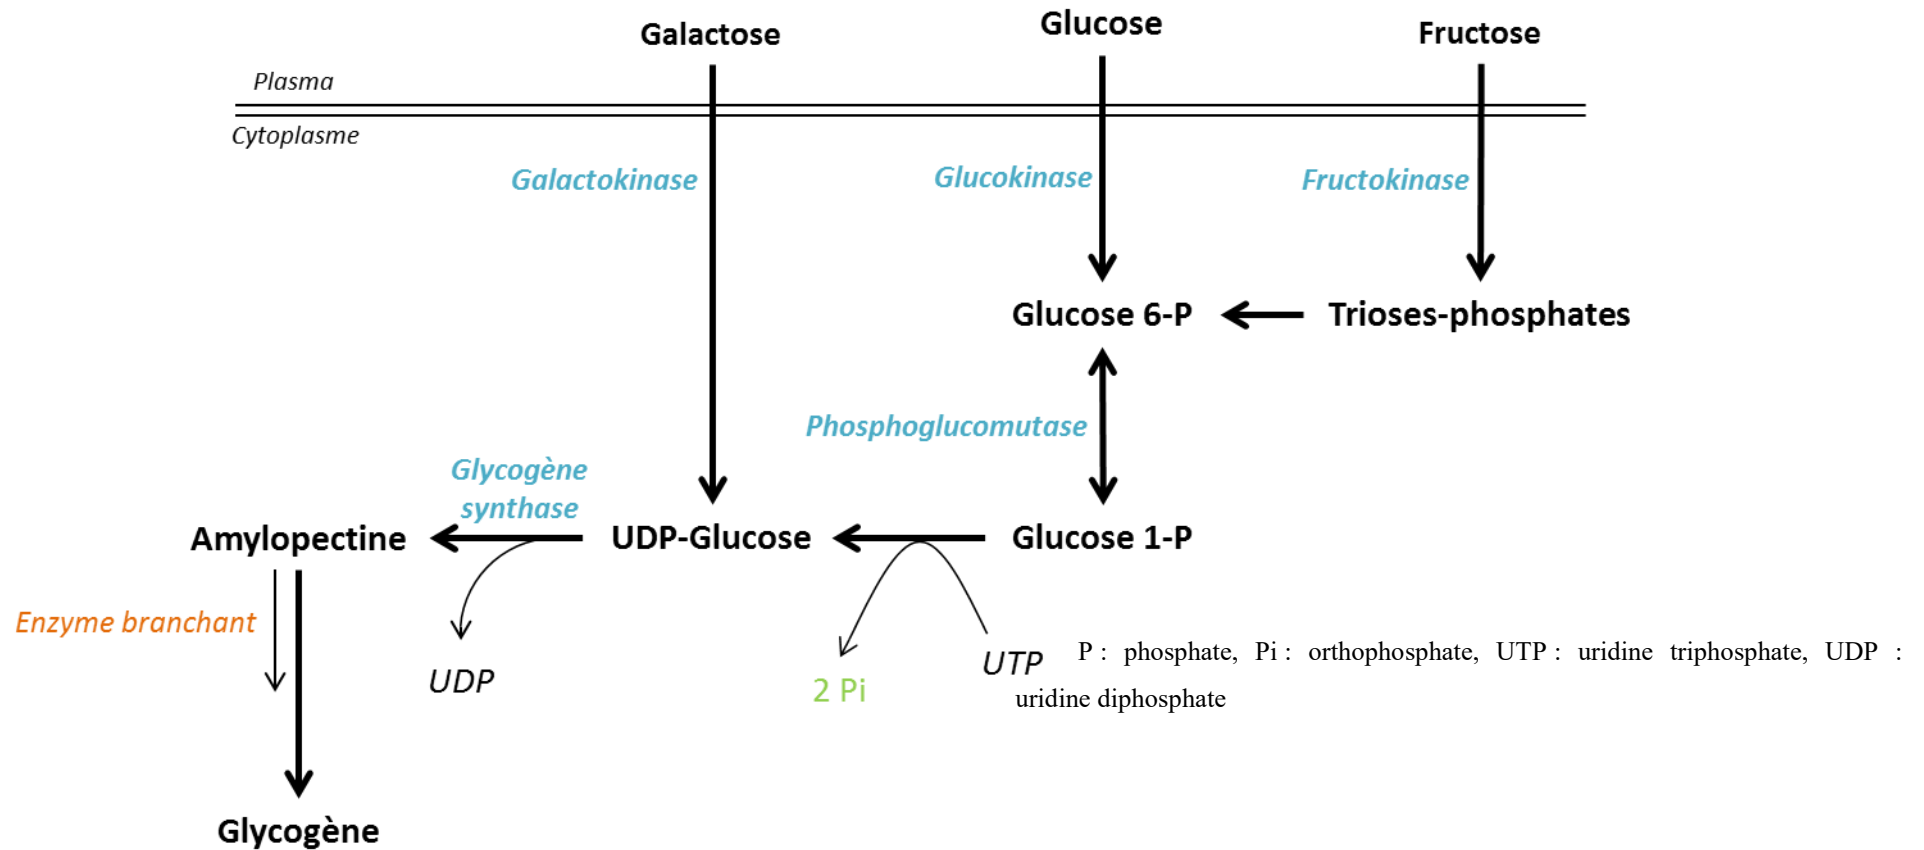 Galactose
Glucose
Fructose
Plasma
Cytoplasme
Galactokinase
Glucokinase
Fructokinase
Glucose 6-P
Trioses-phosphates
Phosphoglucomutase
Glycogène
synthase
Amylopectine
UDP-Glucose
Glucose 1-P
Enzyme branchant
UDP
2 Pi
UTP
P : phosphate, Pi : orthophosphate, UTP : uridine triphosphate, UDP :
uridine diphosphate
Glycogène